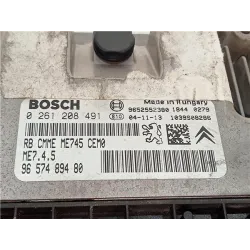 BOSCH
Made in Hungary
0 261 208 491
9652552380 1844 0279
E10
04-11-13 1039S08286
RB CMME ME745 CEM0
ME7.4.5
96 574 894 80